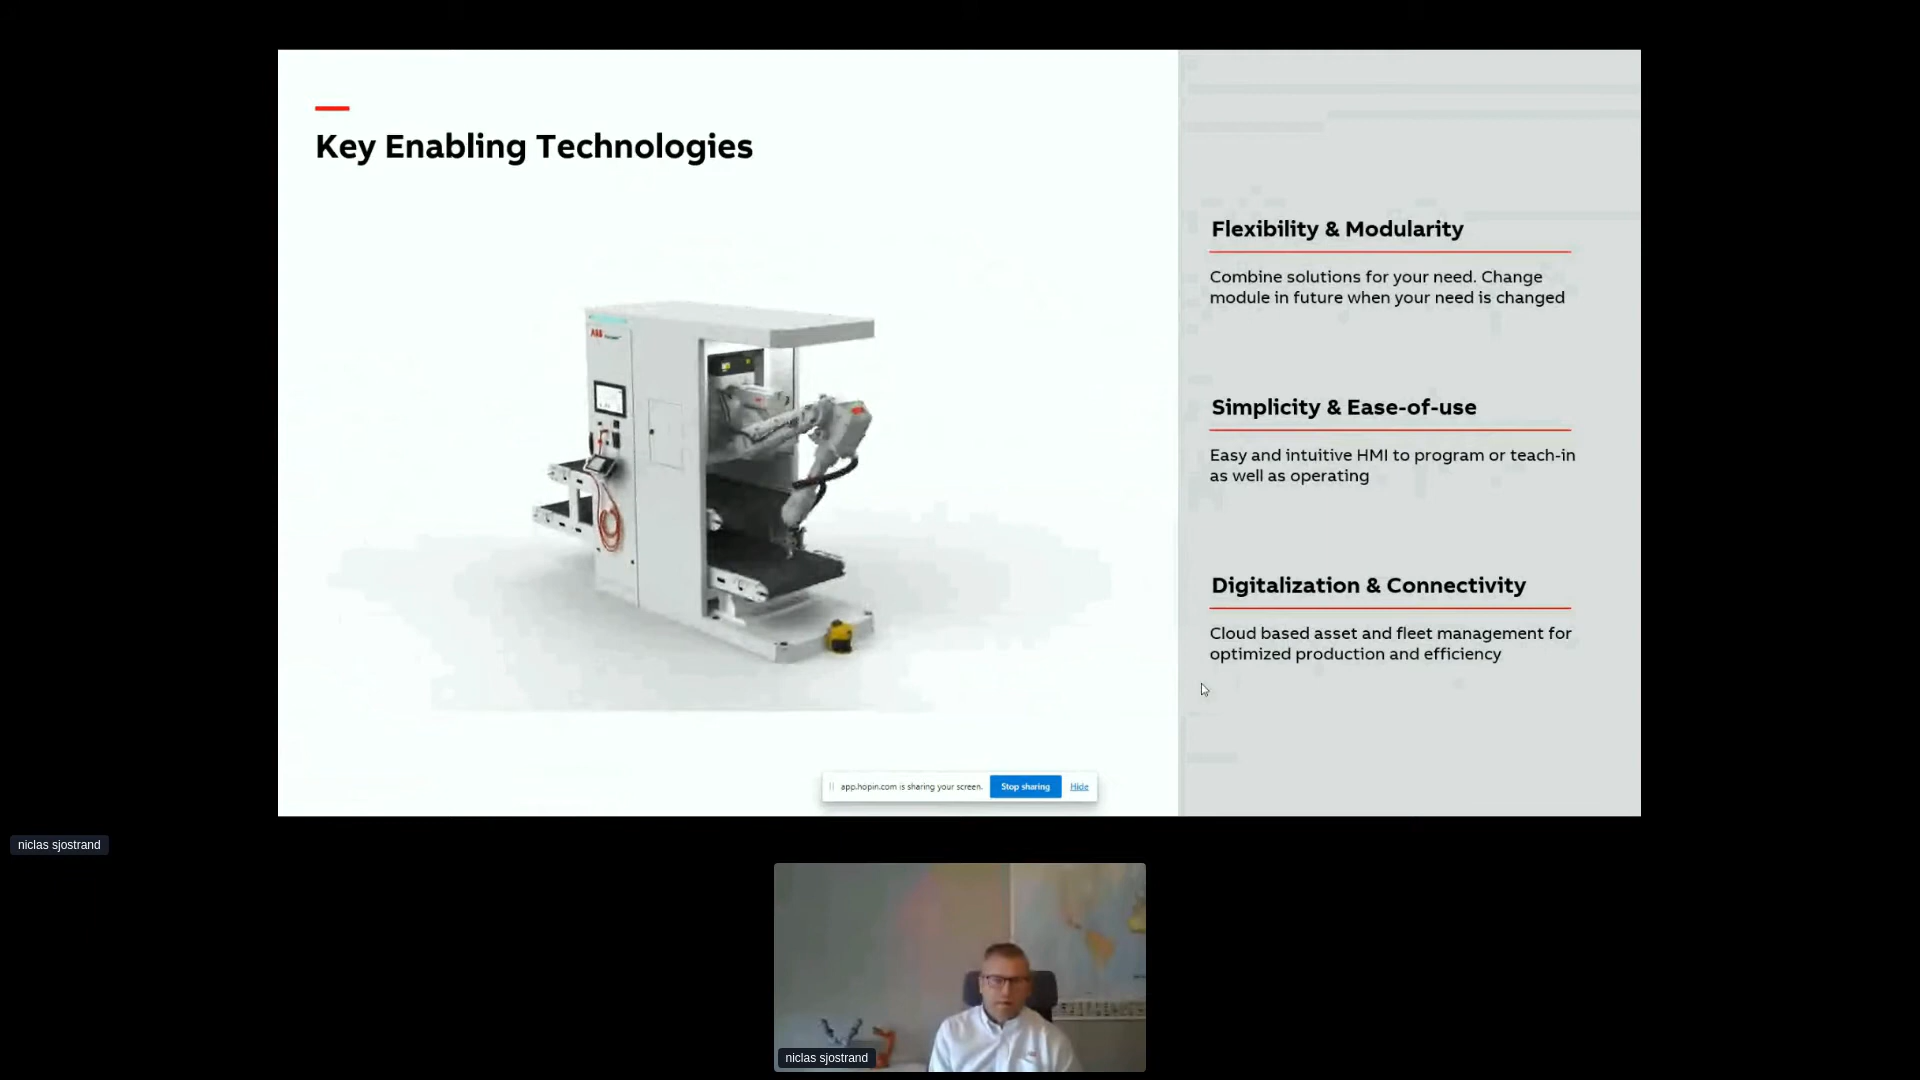 Key Enabling Technologies
ABB
Flexibility & Modularity
Combine solutions for your need. Change
module in future when your need is changed
Simplicity & Ease-of-use
Easy and intuitive HMI to program or teach-in
as well as operating
Digitalization & Connectivity
Cloud based asset and fleet management for
optimized production and efficiency
app.hopin.com is sharing your screen. Stop sharing Hide
niclas sjostrand
niclas sjostrand